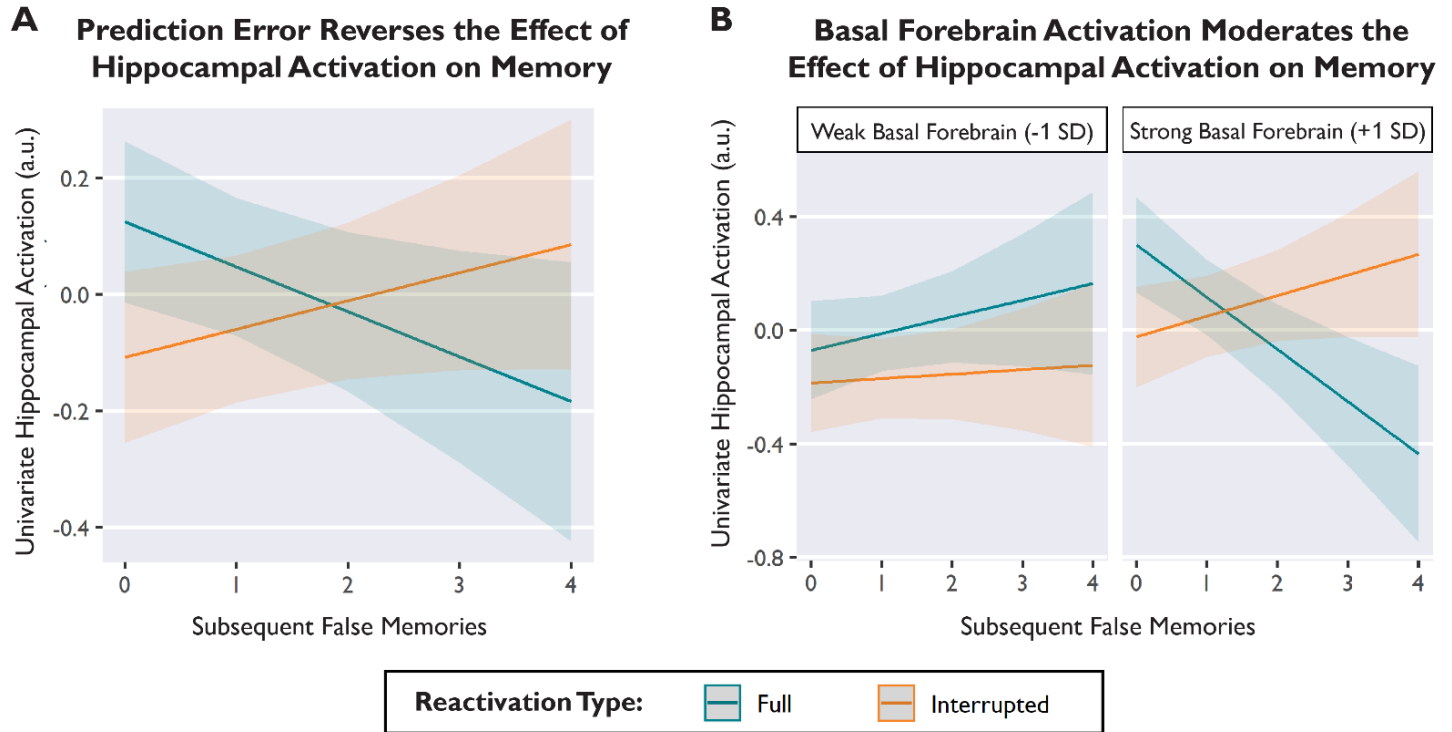 A
Prediction Error Reverses the Effect of
Hippocampal Activation on Memory
Univariate Hippocampal Activation (a.u.)
0.2
0.0
-0.2
-0.4
0 1 2 3 4
Subsequent False Memories
B
Basal Forebrain Activation Moderates the
Effect of Hippocampal Activation on Memory
Weak Basal Forebrain (-1 SD)
Strong Basal Forebrain (+1 SD)
Univariate Hippocampal Activation (a.u.)
0.4
0.0
-0.4
-0.8
0 1 2 3 4
0 1 2 3 4
Subsequent False Memories
Reactivation Type: Full Interrupted